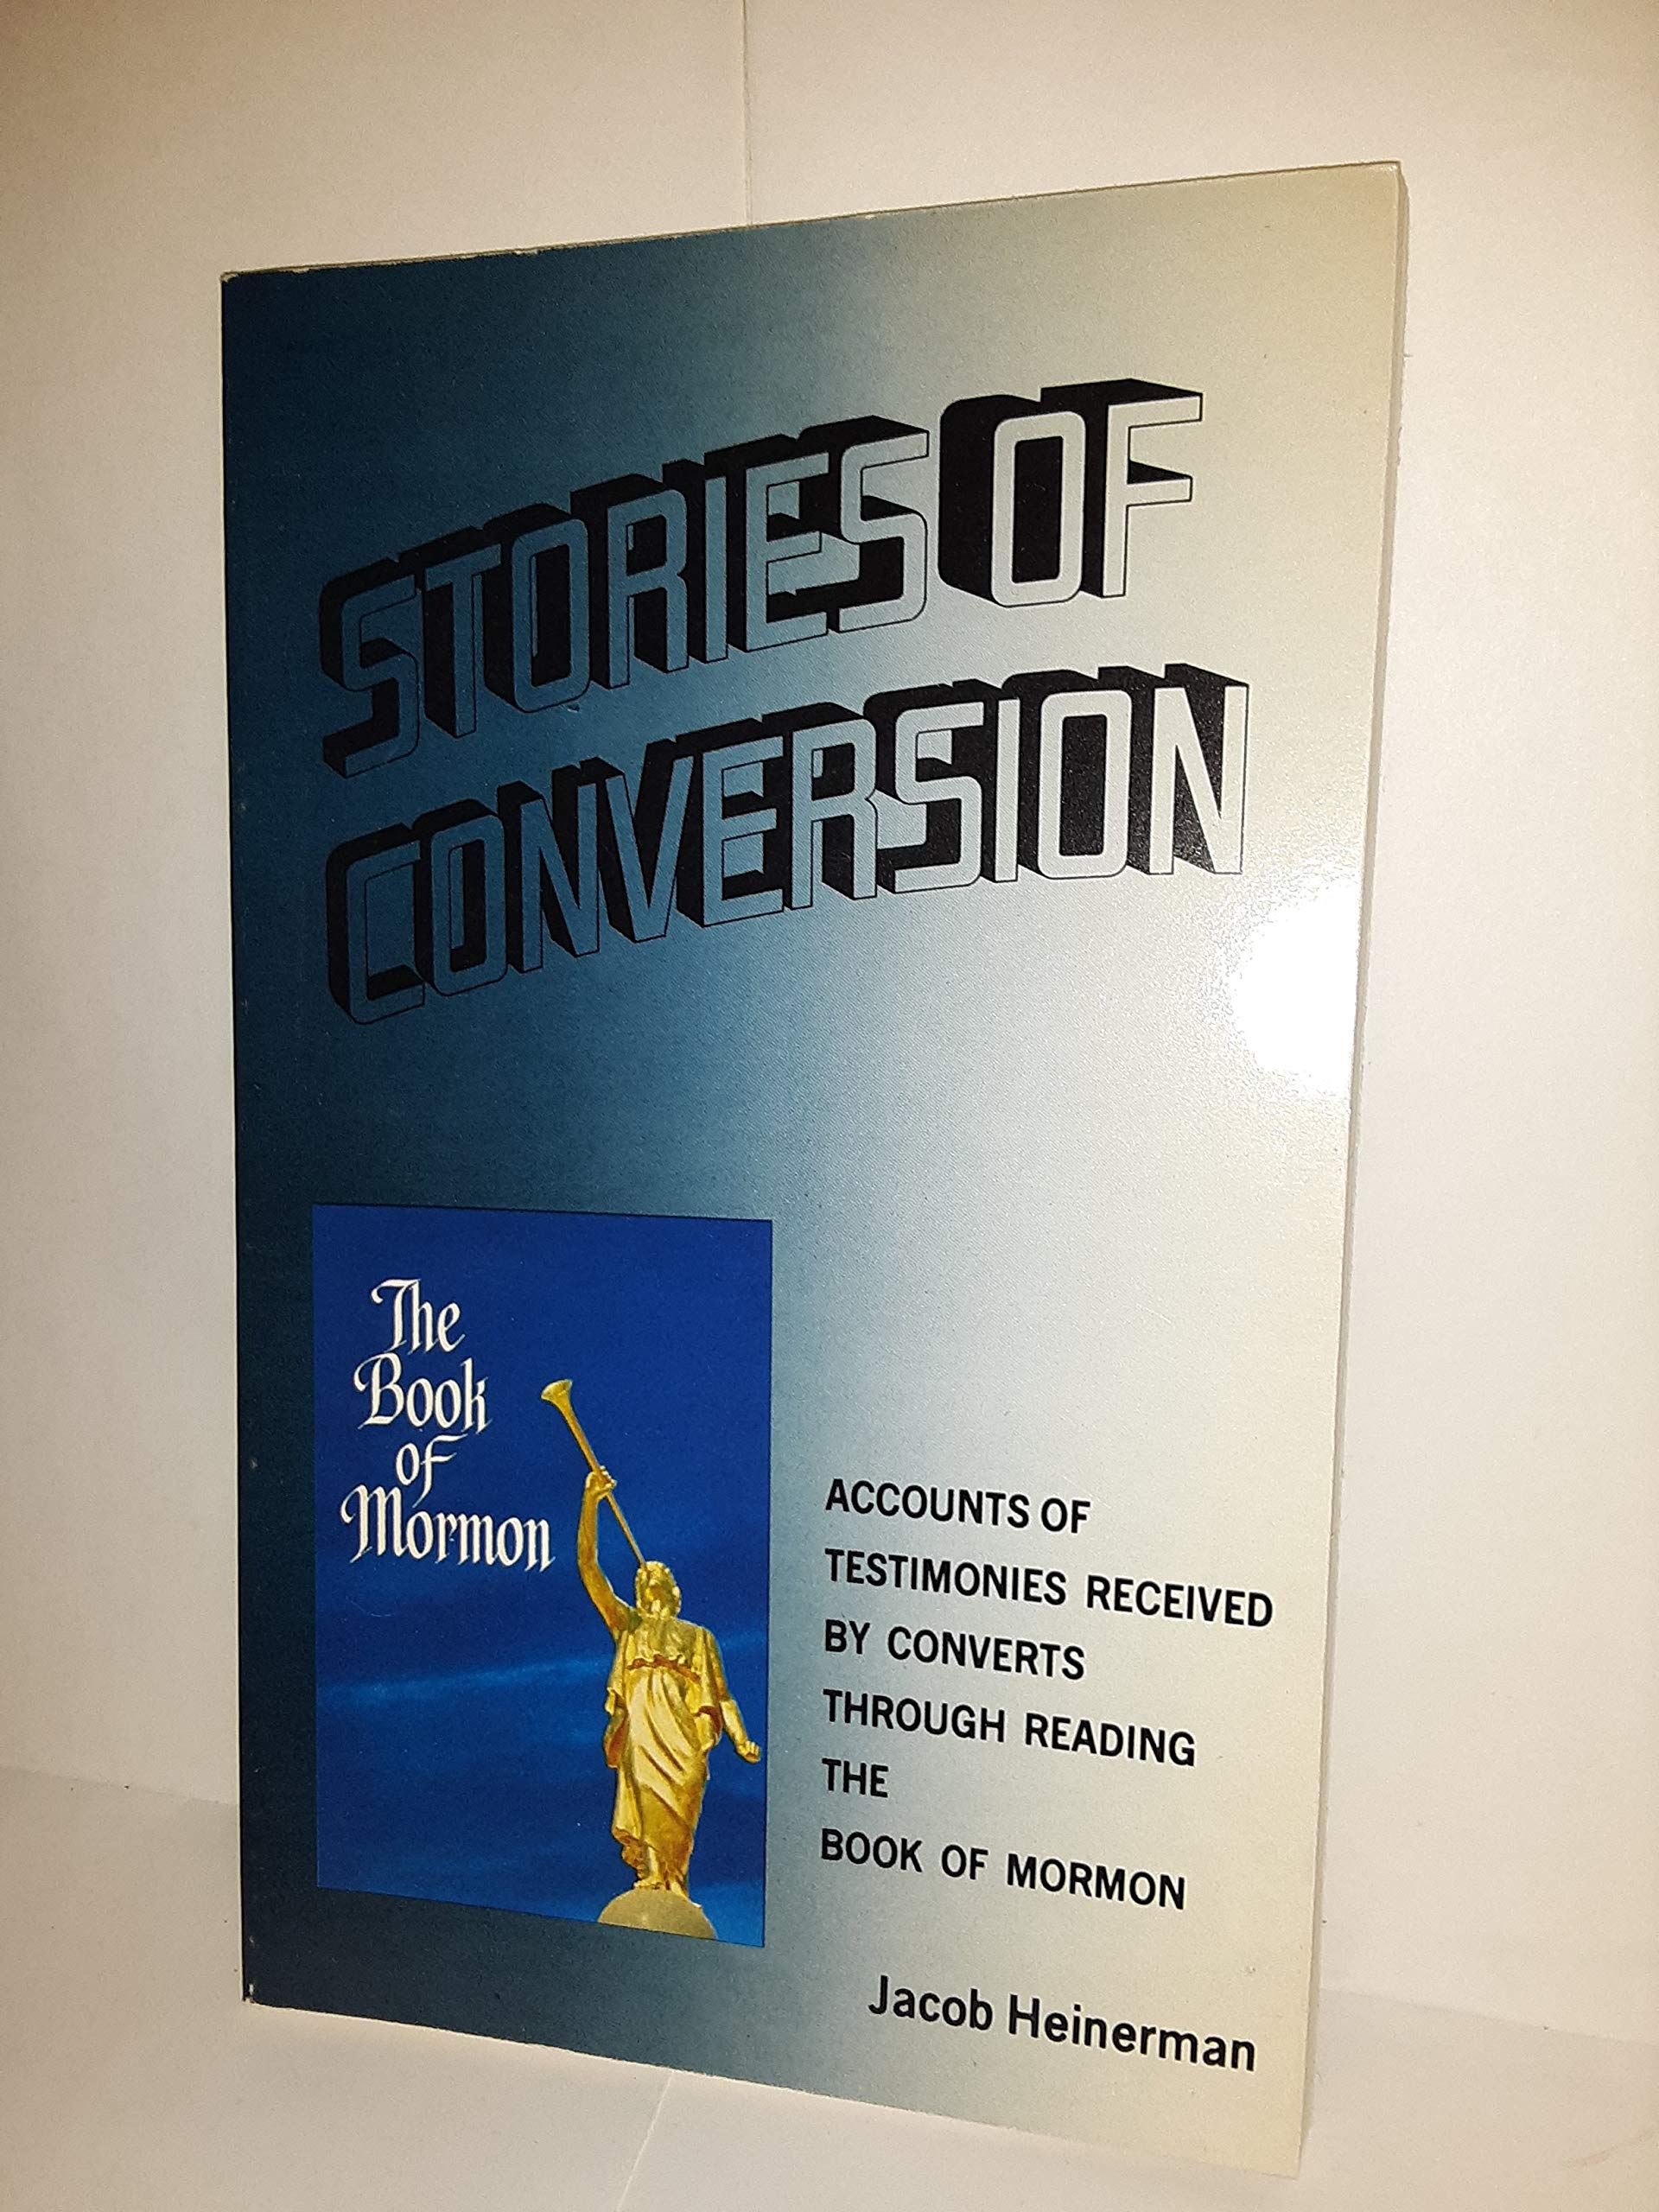 STORIES OF
CONVERSION
The
Book
of
Mormon
ACCOUNTS OF
TESTIMONIES RECEIVED
BY CONVERTS
THROUGH READING
THE
BOOK OF MORMON
Jacob Heinerman